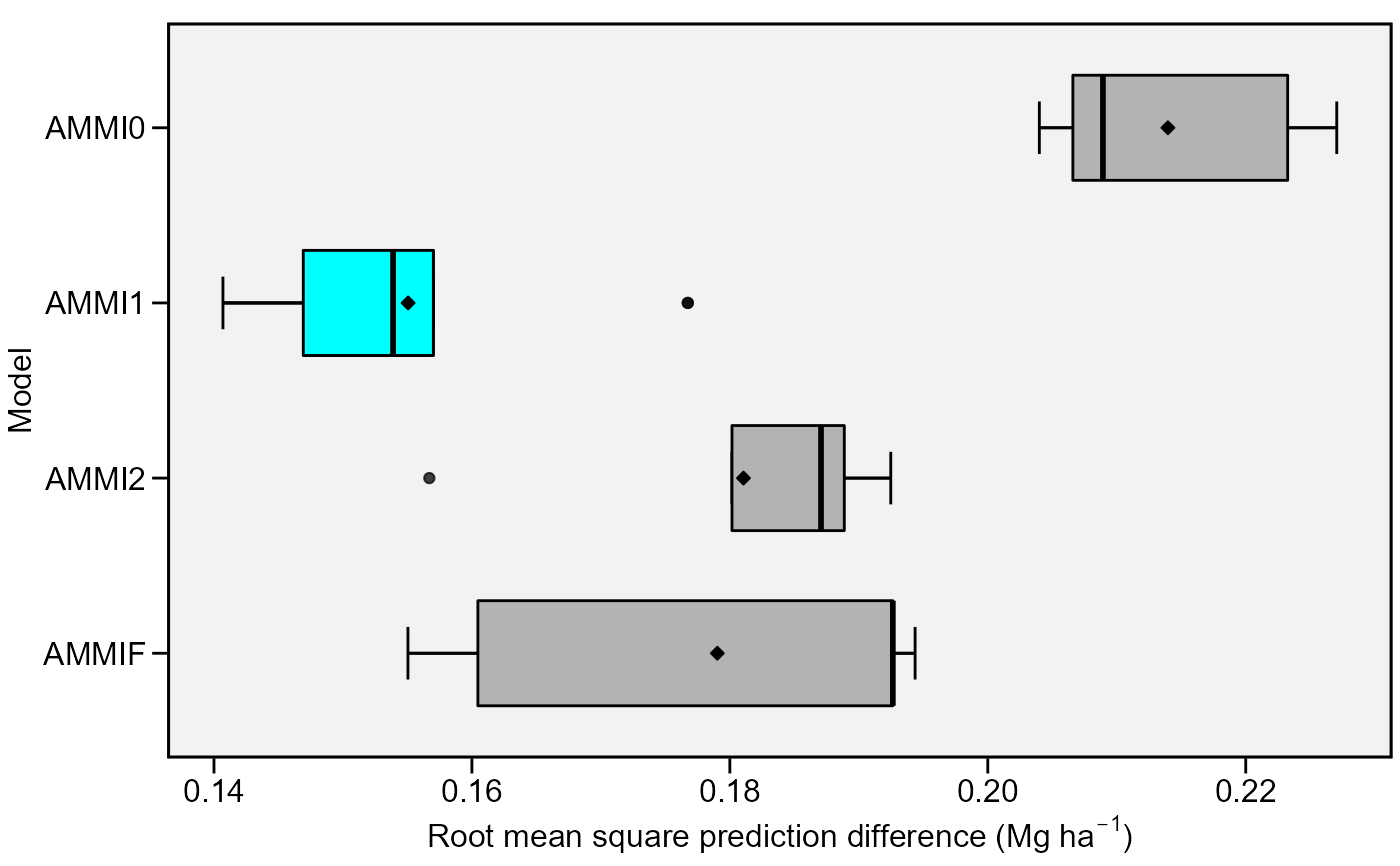 Model
AMMI0
AMMI1
AMMI2
AMMIF
0.14 0.16 0.18 0.20 0.22
Root mean square prediction difference (Mg ha⁻¹)